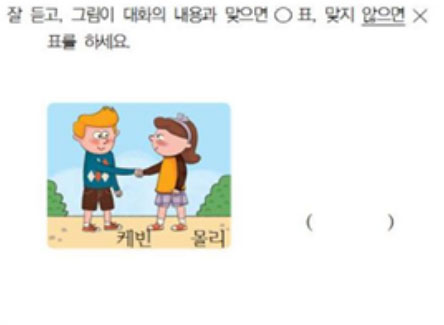 잘 듣고, 그림이 대화의 내용과 맞으면 ○ 표, 맞지 않으면 ×
표를 하세요.
케빈 몰리
( )